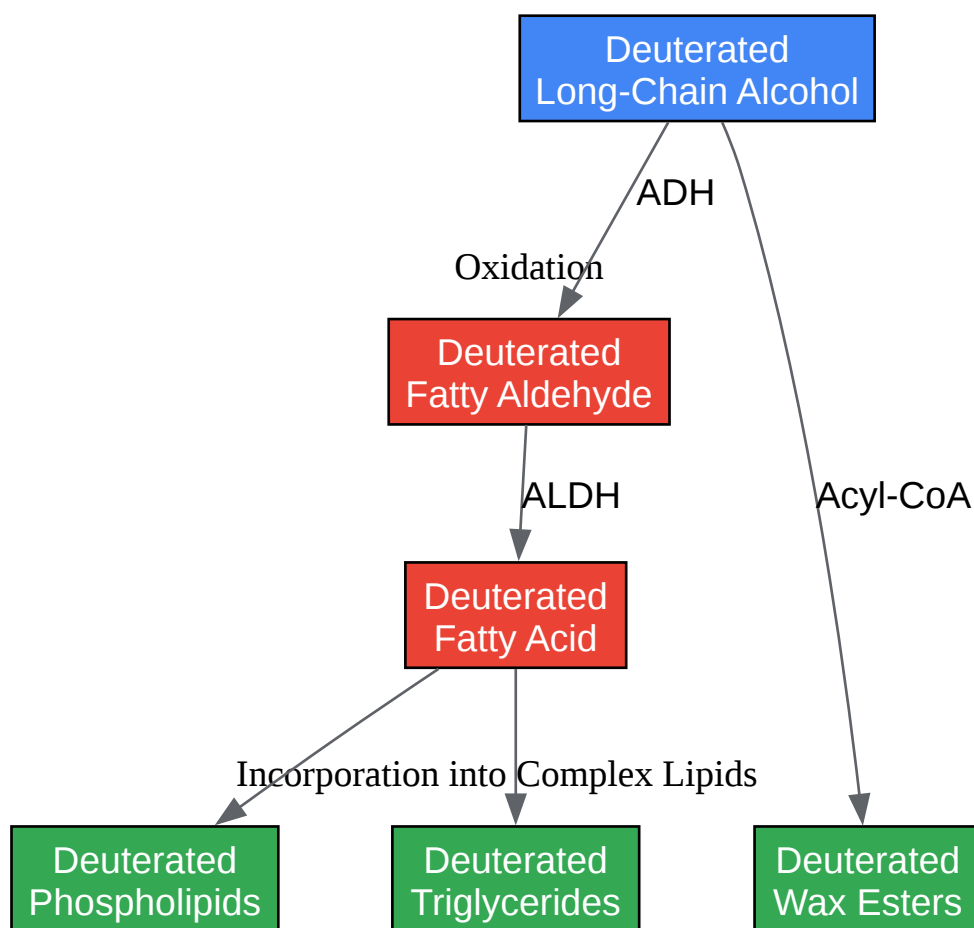 Deuterated
Long-Chain Alcohol
ADH
Oxidation
Deuterated
Fatty Aldehyde
ALDH
Acyl-CoA
Deuterated
Fatty Acid
Incorporation into Complex Lipids
Deuterated
Phospholipids
Deuterated
Triglycerides
Deuterated
Wax Esters